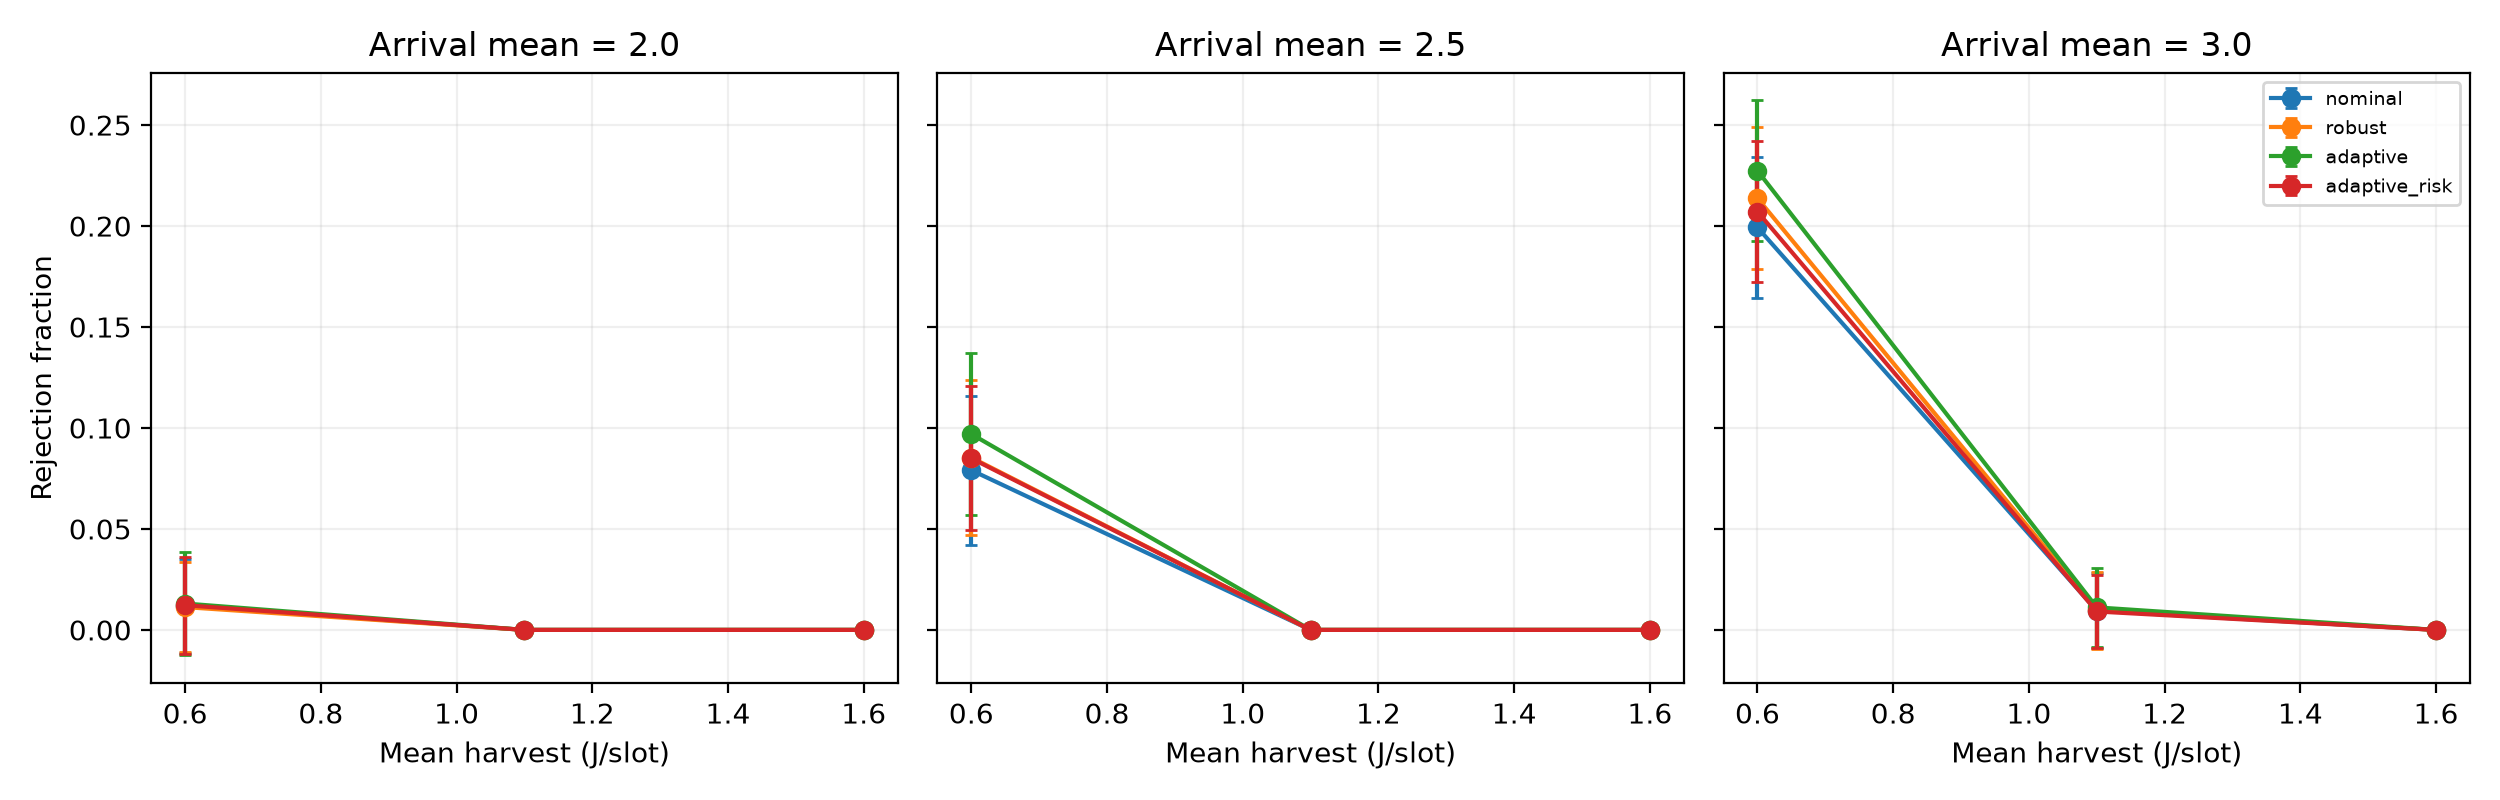 Arrival mean = 2.0
Arrival mean = 2.5
Arrival mean = 3.0
Rejection fraction
0.25
0.20
0.15
0.10
0.05
0.00
nominal
robust
adaptive
adaptive_risk
0.6 0.8 1.0 1.2 1.4 1.6
0.6 0.8 1.0 1.2 1.4 1.6
0.6 0.8 1.0 1.2 1.4 1.6
Mean harvest (J/slot)
Mean harvest (J/slot)
Mean harvest (J/slot)